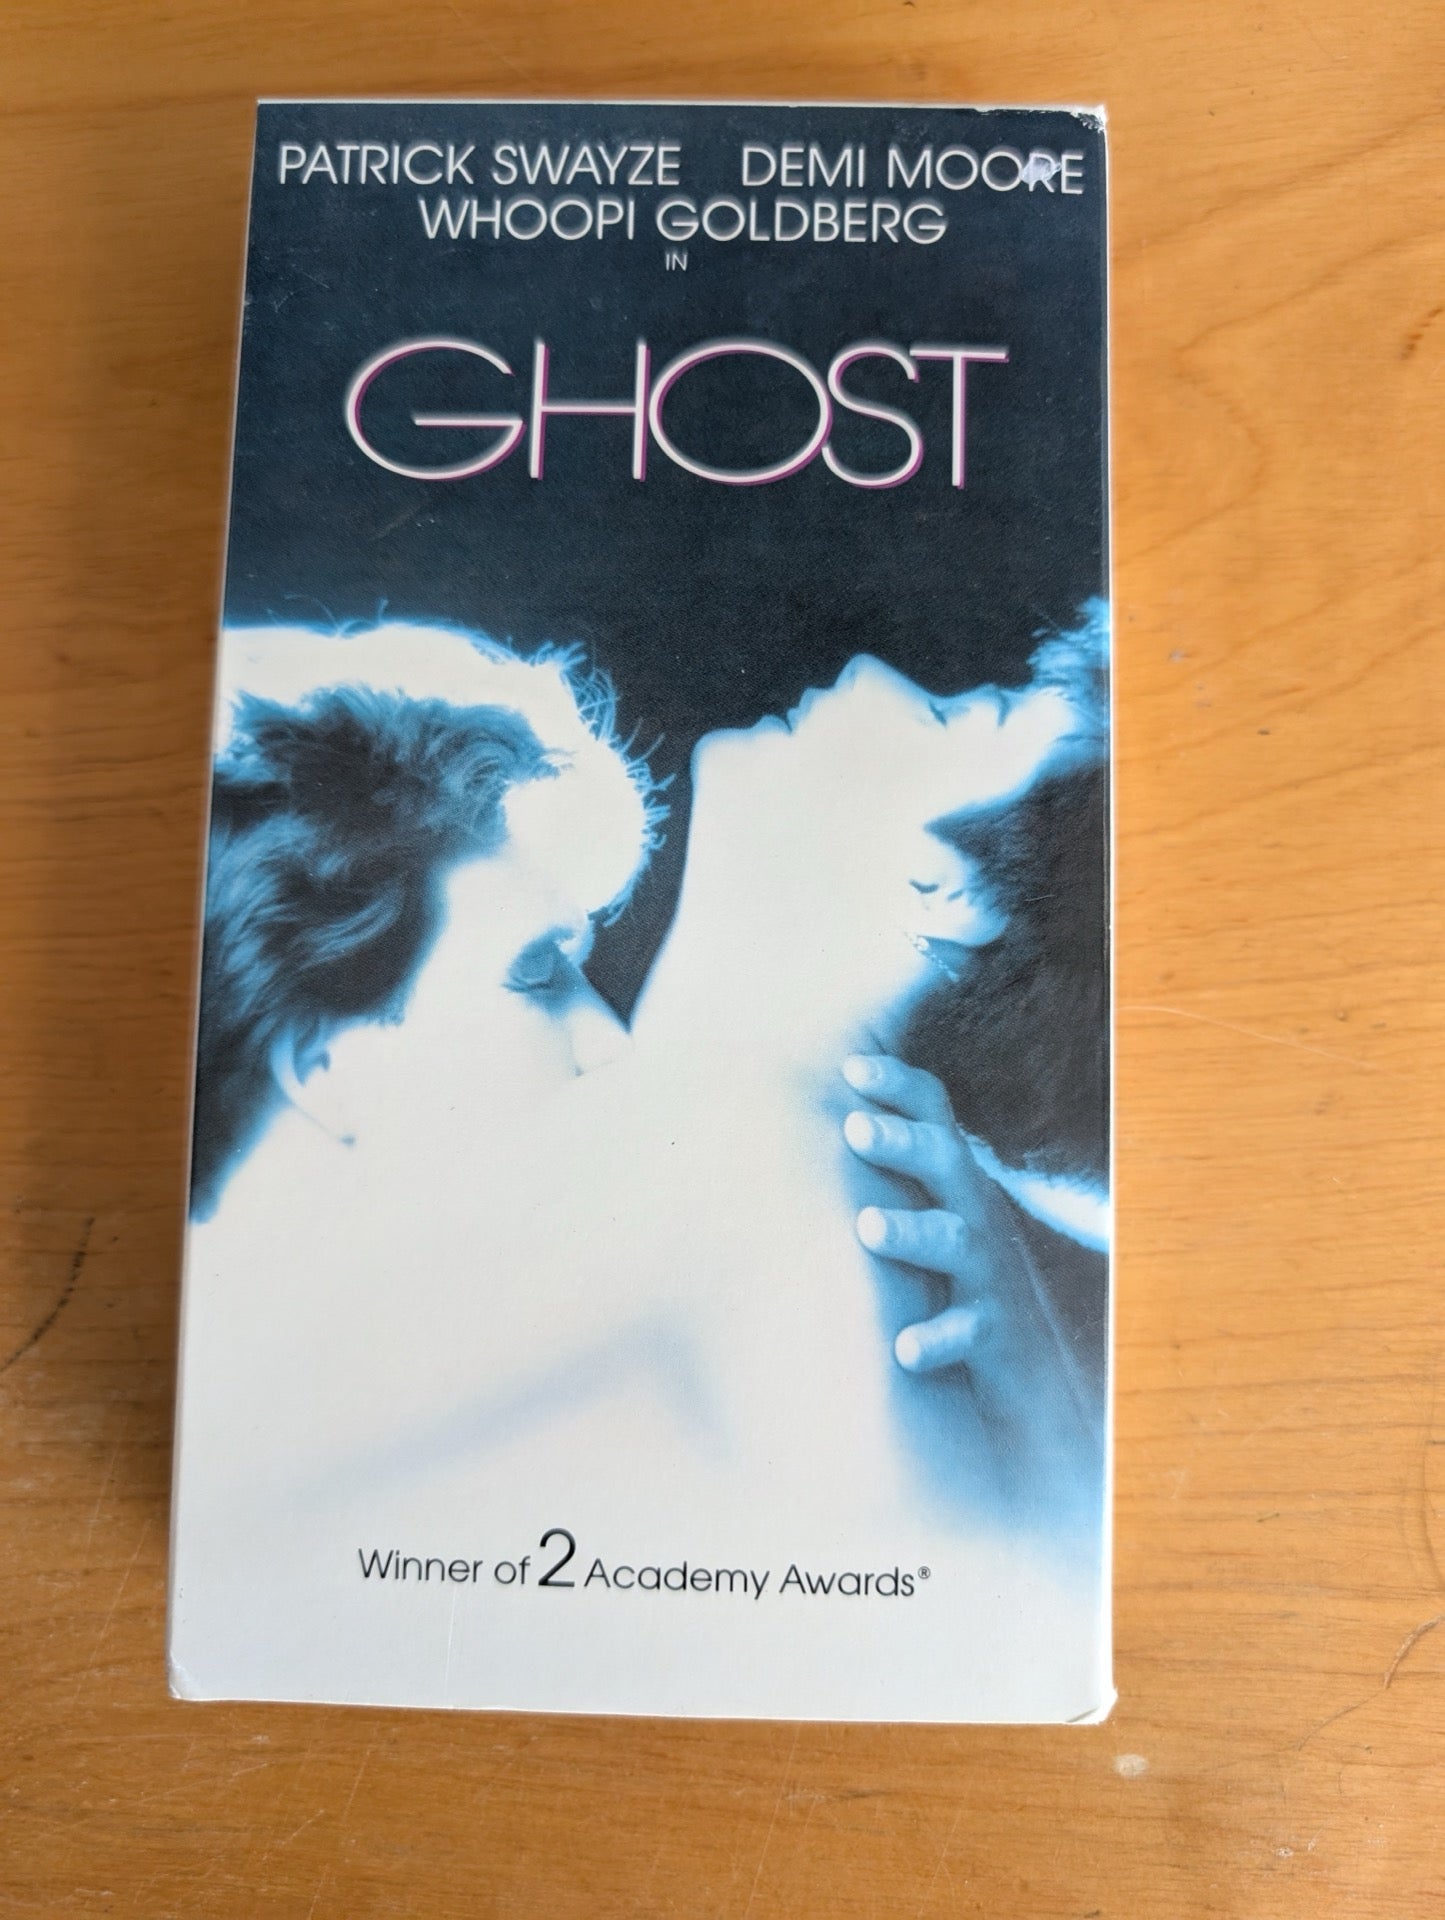 PATRICK SWAYZE DEMI MOORE
WHOOPI GOLDBERG
IN
GHOST
Winner of 2 Academy Awards®